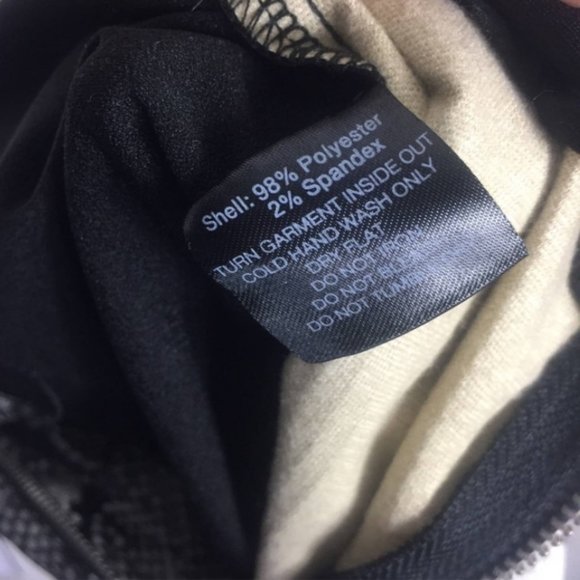 Shell: 98% Polyester
2% Spandex
TURN GARMENT INSIDE OUT
COLD HAND WASH ONLY
DRY FLAT
DO NOT IRON
DO NOT
DO NOT